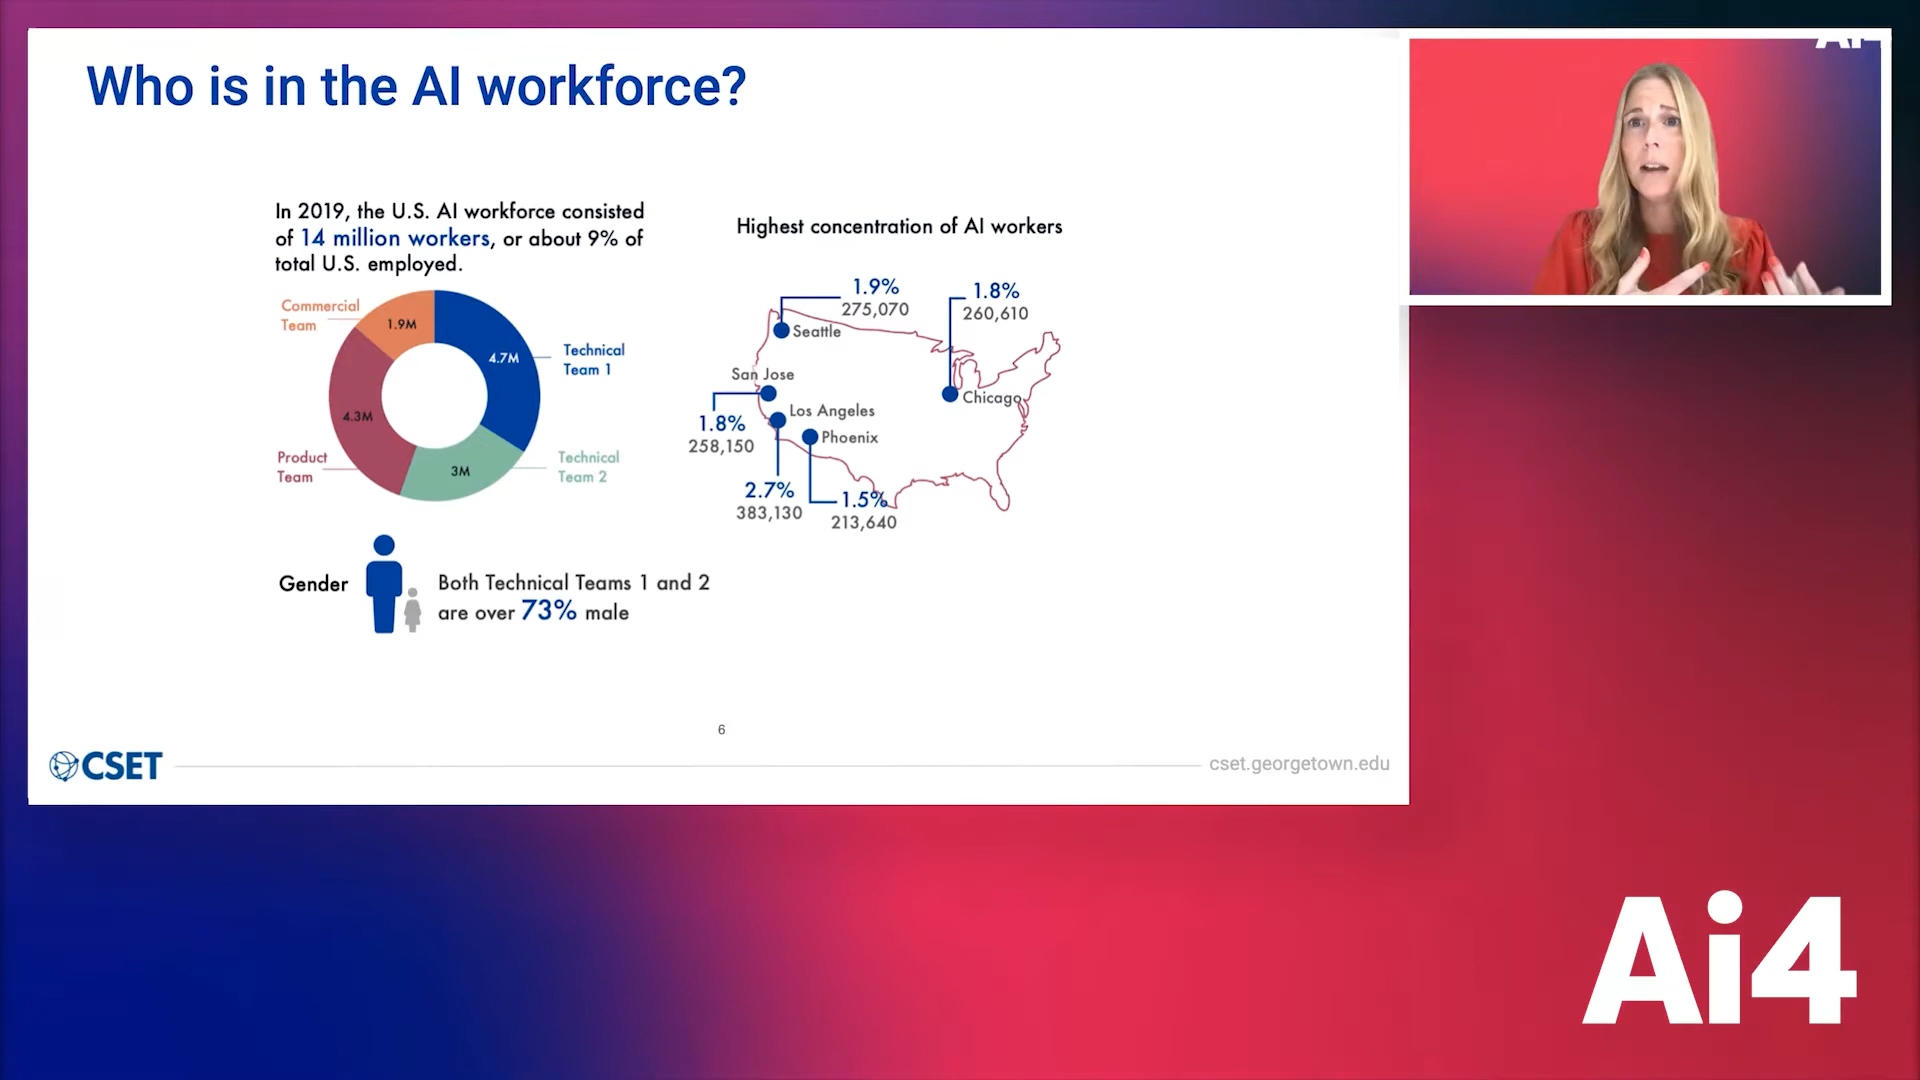 Who is in the AI workforce?
In 2019, the U.S. AI workforce consisted
of 14 million workers, or about 9% of
total U.S. employed.
Commercial
Team
1.9M
4.7M
Technical
Team 1
4.3M
Product
Team
3M
Technical
Team 2
Gender
Both Technical Teams 1 and 2
are over 73% male
Highest concentration of AI workers
1.9%
275,070
Seattle
1.8%
260,610
Chicago
San Jose
1.8%
258,150
Los Angeles
2.7%
383,130
Phoenix
1.5%
213,640
6
CSET
cset.georgetown.edu
Ai4